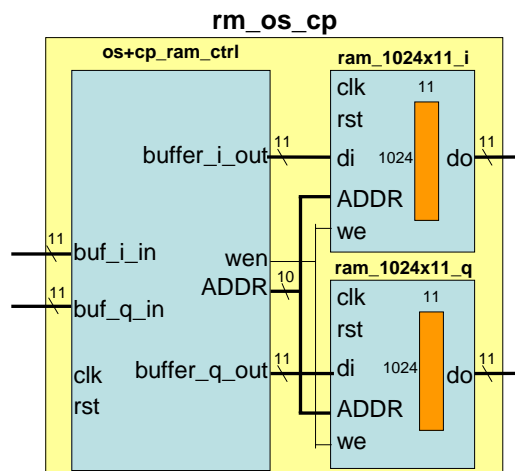 rm_os_cp
os+cp_ram_ctrl
ram_1024x11_i
clk
11
rst
buffer_i_out
11
di
1024
do
11
ADDR
we
11
buf_i_in
wen
ADDR
10
11
buf_q_in
clk
rst
buffer_q_out
11
ram_1024x11_q
clk
11
rst
di
1024
do
11
ADDR
we